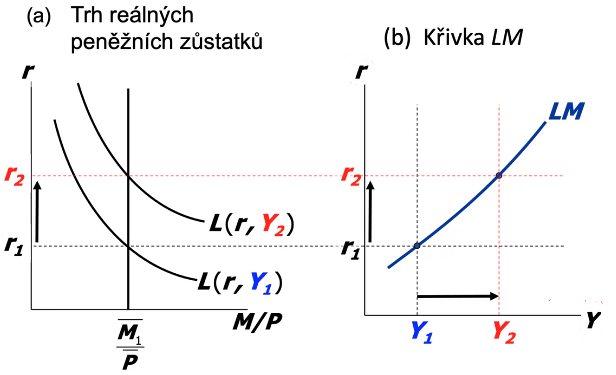 (a) Trh reálných
peněžních zůstatků
(b) Křivka LM
r
r
LM
r₂
r₂
L(r, Y₂)
r₁
r₁
L(r, Y₁)
M/P
M₁
P
Y₁
Y₂
Y